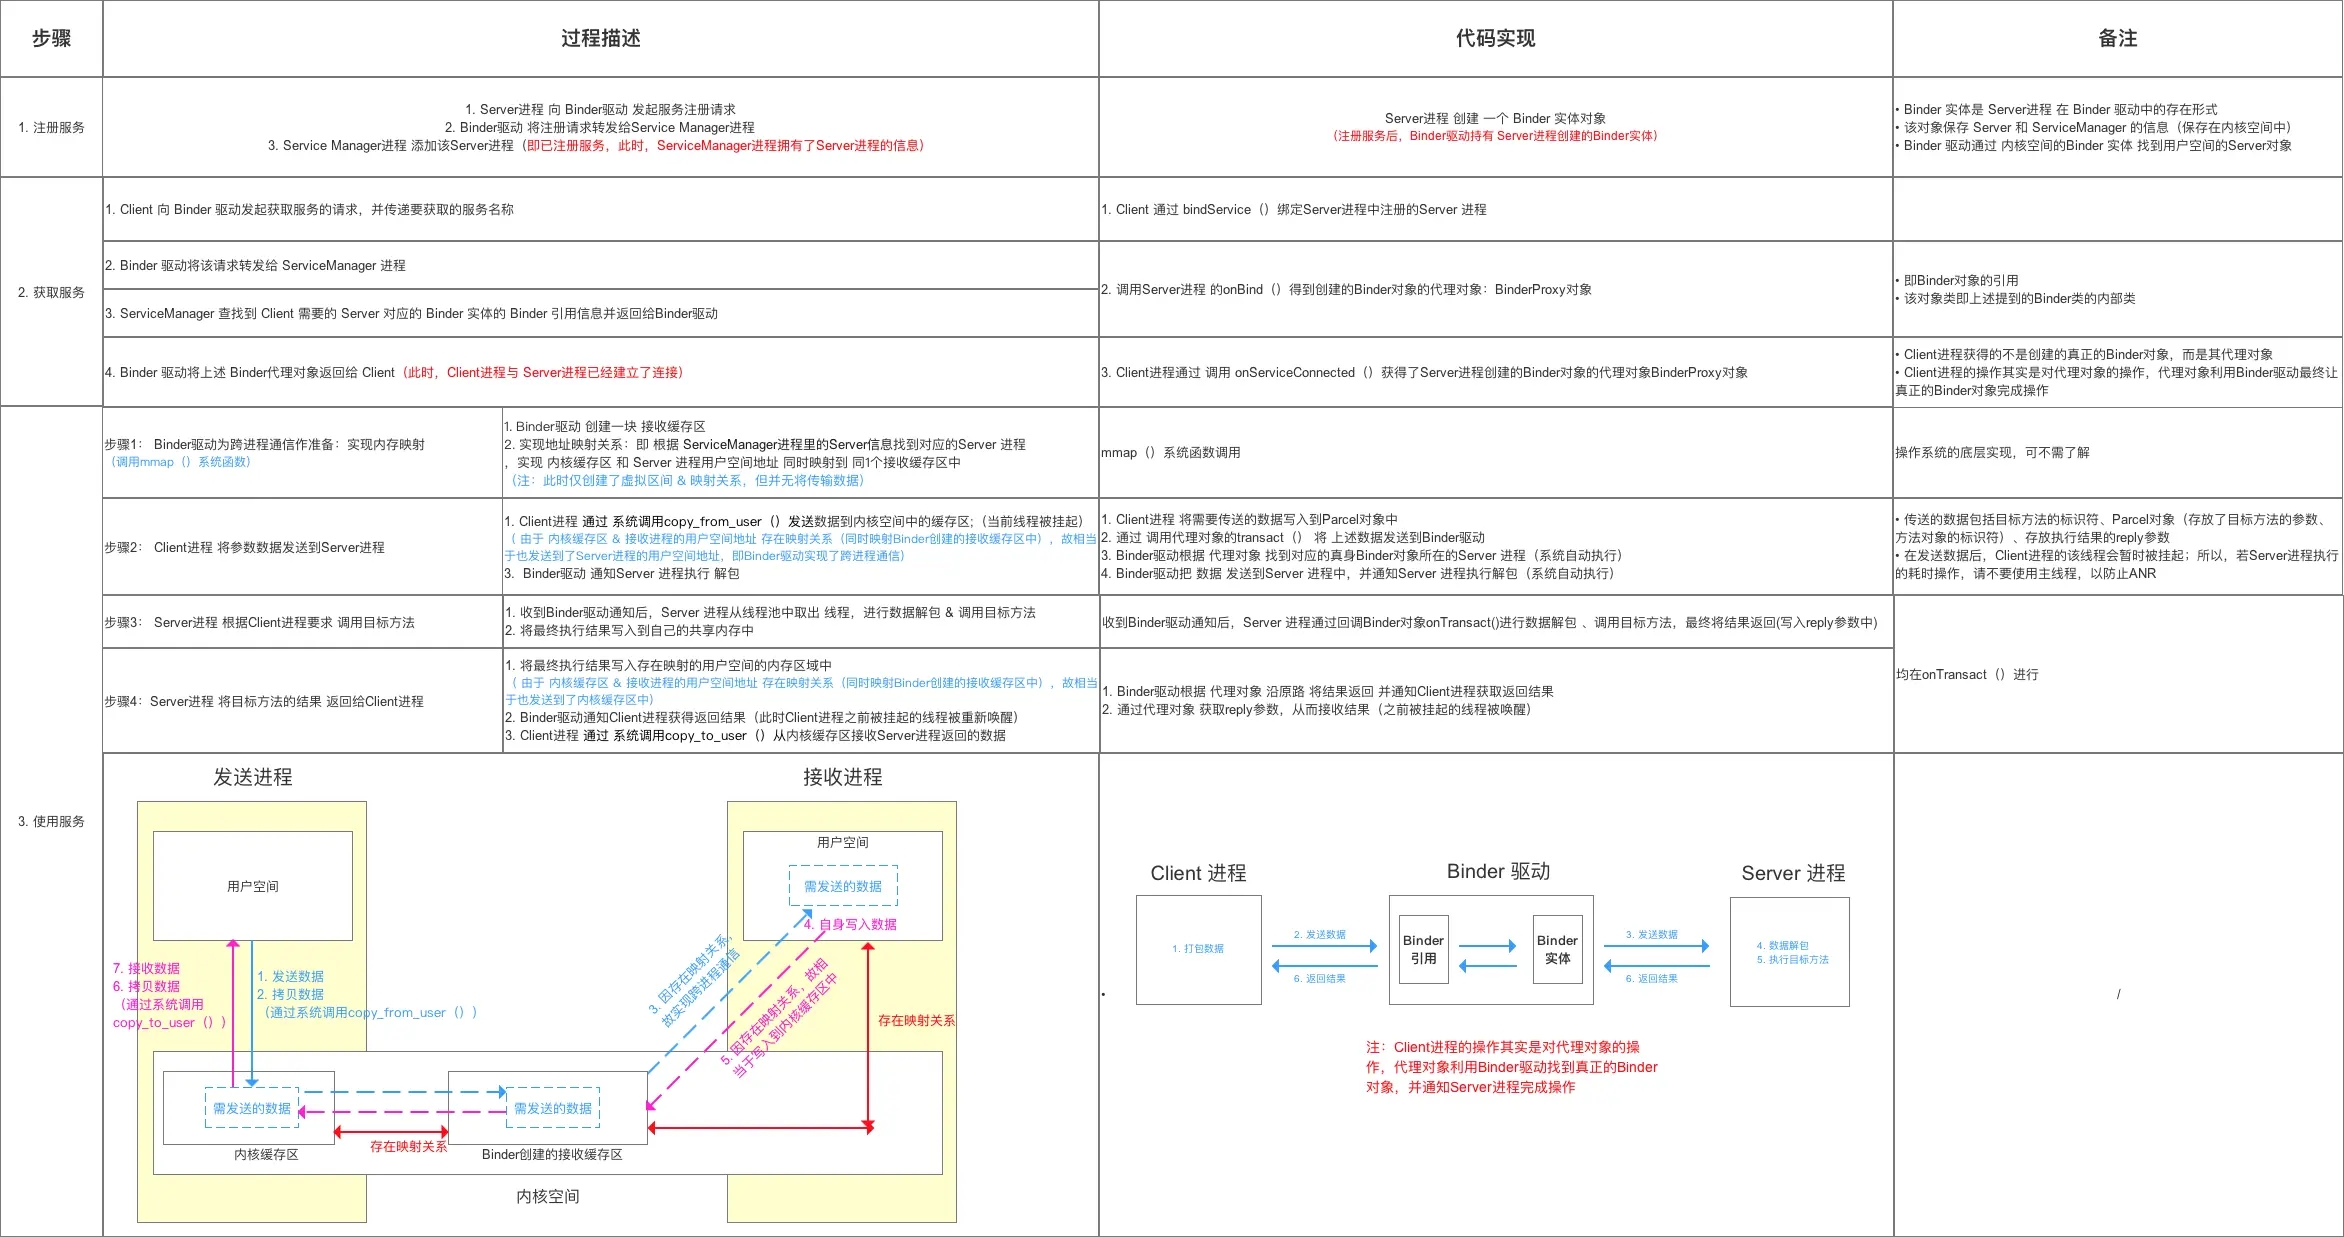 步骤
过程描述
代码实现
备注
1. 注册服务
1. Server进程 向 Binder驱动 发起服务注册请求
2. Binder驱动 将注册请求转发给Service Manager进程
3. Service Manager进程 添加该Server进程（即已注册服务，此时，ServiceManager进程拥有了Server进程的信息）
Server进程 创建 一个 Binder 实体对象
（注册服务后，Binder驱动持有 Server进程创建的Binder实体）
• Binder 实体是 Server进程 在 Binder 驱动中的存在形式
• 该对象保存 Server 和 ServiceManager 的信息（保存在内核空间中）
• Binder 驱动通过 内核空间的Binder 实体 找到用户空间的Server对象
2. 获取服务
1. Client 向 Binder 驱动发起获取服务的请求，并传递要获取的服务名称
1. Client 通过 bindService（）绑定Server进程中注册的Server 进程
2. Binder 驱动将该请求转发给 ServiceManager 进程
3. ServiceManager 查找到 Client 需要的 Server 对应的 Binder 实体的 Binder 引用信息并返回给Binder驱动
2. 调用Server进程 的onBind（）得到创建的Binder对象的代理对象：BinderProxy对象
• 即Binder对象的引用
• 该对象类即上述提到的Binder类的内部类
4. Binder 驱动将上述 Binder代理对象返回给 Client（此时，Client进程与 Server进程已经建立了连接）
3. Client进程通过 调用 onServiceConnected（）获得了Server进程创建的Binder对象的代理对象BinderProxy对象
• Client进程获得的不是创建的真正的Binder对象，而是其代理对象
• Client进程的操作其实是对代理对象的操作，代理对象利用Binder驱动最终让
真正的Binder对象完成操作
3. 使用服务
步骤1： Binder驱动为跨进程通信作准备：实现内存映射
（调用mmap（）系统函数）
1. Binder驱动 创建一块 接收缓存区
2. 实现地址映射关系：即 根据 ServiceManager进程里的Server信息找到对应的Server 进程
，实现 内核缓存区 和 Server 进程用户空间地址 同时映射到 同1个接收缓存区中
（注：此时仅创建了虚拟区间 & 映射关系，但并无将传输数据）
mmap（）系统函数调用
操作系统的底层实现，可不需了解
步骤2： Client进程 将参数数据发送到Server进程
1. Client进程 通过 系统调用copy_from_user（）发送数据到内核空间中的缓存区;（当前线程被挂起）
（ 由于 内核缓存区 & 接收进程的用户空间地址 存在映射关系（同时映射Binder创建的接收缓存区中），故相当
于也发送到了Server进程的用户空间地址，即Binder驱动实现了跨进程通信）
3. Binder驱动 通知Server 进程执行 解包
1. Client进程 将需要传送的数据写入到Parcel对象中
2. 通过 调用代理对象的transact（） 将 上述数据发送到Binder驱动
3. Binder驱动根据 代理对象 找到对应的真身Binder对象所在的Server 进程（系统自动执行）
4. Binder驱动把 数据 发送到Server 进程中，并通知Server 进程执行解包（系统自动执行）
• 传送的数据包括目标方法的标识符、Parcel对象（存放了目标方法的参数、
方法对象的标识符）、存放执行结果的reply参数
• 在发送数据后，Client进程的该线程会暂时被挂起；所以，若Server进程执行
的耗时操作，请不要使用主线程，以防止ANR
步骤3： Server进程 根据Client进程要求 调用目标方法
1. 收到Binder驱动通知后，Server 进程从线程池中取出 线程，进行数据解包 & 调用目标方法
2. 将最终执行结果写入到自己的共享内存中
收到Binder驱动通知后，Server 进程通过回调Binder对象onTransact()进行数据解包 、调用目标方法，最终将结果返回(写入reply参数中)
均在onTransact（）进行
步骤4：Server进程 将目标方法的结果 返回给Client进程
1. 将最终执行结果写入存在映射的用户空间的内存区域中
（ 由于 内核缓存区 & 接收进程的用户空间地址 存在映射关系（同时映射Binder创建的接收缓存区中），故相当
于也发送到了内核缓存区中）
2. Binder驱动通知Client进程获得返回结果（此时Client进程之前被挂起的线程被重新唤醒）
3. Client进程 通过 系统调用copy_to_user（）从内核缓存区接收Server进程返回的数据
1. Binder驱动根据 代理对象 沿原路 将结果返回 并通知Client进程获取返回结果
2. 通过代理对象 获取reply参数，从而接收结果（之前被挂起的线程被唤醒）
发送进程
接收进程
用户空间
用户空间
需发送的数据
4. 自身写入数据
7. 接收数据
6. 拷贝数据
（通过系统调用
copy_to_user（））
1. 发送数据
2. 拷贝数据
（通过系统调用copy_from_user（））
3. 因存在映射关系，
故实现跨进程通信
5. 因存在映射关系，故相
当于写入到内核缓存区中
存在映射关系
需发送的数据
需发送的数据
存在映射关系
内核缓存区
Binder创建的接收缓存区
内核空间
•
Client 进程
Binder 驱动
Server 进程
1. 打包数据
2. 发送数据
6. 返回结果
Binder
引用
Binder
实体
3. 发送数据
6. 返回结果
4. 数据解包
5. 执行目标方法
注：Client进程的操作其实是对代理对象的操
作，代理对象利用Binder驱动找到真正的Binder
对象，并通知Server进程完成操作
/